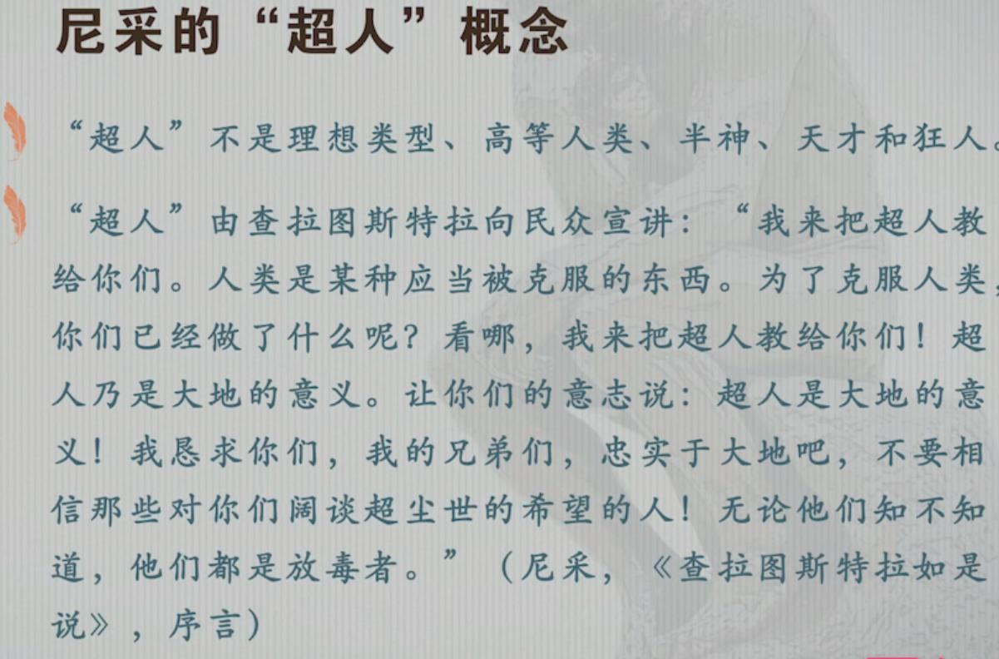 尼采的“超人”概念
“超人”不是理想类型、高等人类、半神、天才和狂人。
“超人”由查拉图斯特拉向民众宣讲：“我来把超人教
给你们。人类是某种应当被克服的东西。为了克服人类，
你们已经做了什么呢？看哪，我来把超人教给你们！超
人乃是大地的意义。让你们的意志说：超人是大地的意
义！我恳求你们，我的兄弟们，忠实于大地吧，不要相
信那些对你们阔谈超尘世的希望的人！无论他们知不知
道，他们都是放毒者。”（尼采，《查拉图斯特拉如是
说》，序言）